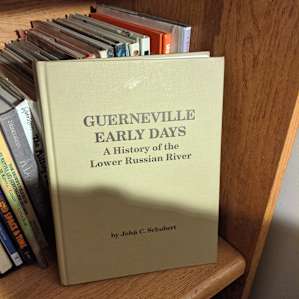 GUERNEVILLE
EARLY DAYS
A History of the
Lower Russian River
by John C. Schubert